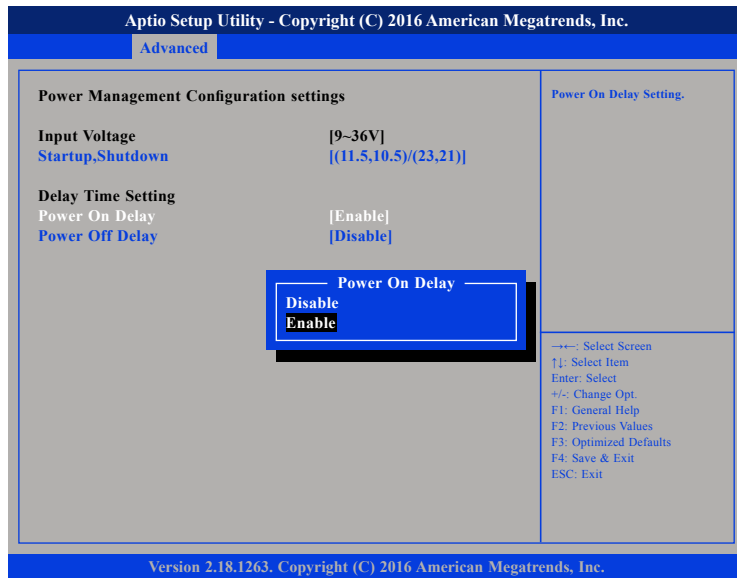 Aptio Setup Utility - Copyright (C) 2016 American Megatrends, Inc.
Advanced
Power Management Configuration settings
Input Voltage [9~36V]
Startup,Shutdown [(11.5,10.5)/(23,21)]
Delay Time Setting
Power On Delay [Enable]
Power Off Delay [Disable]
Power On Delay
Disable
Enable
Power On Delay Setting.
→←: Select Screen
↑↓: Select Item
Enter: Select
+/-: Change Opt.
F1: General Help
F2: Previous Values
F3: Optimized Defaults
F4: Save & Exit
ESC: Exit
Version 2.18.1263. Copyright (C) 2016 American Megatrends, Inc.